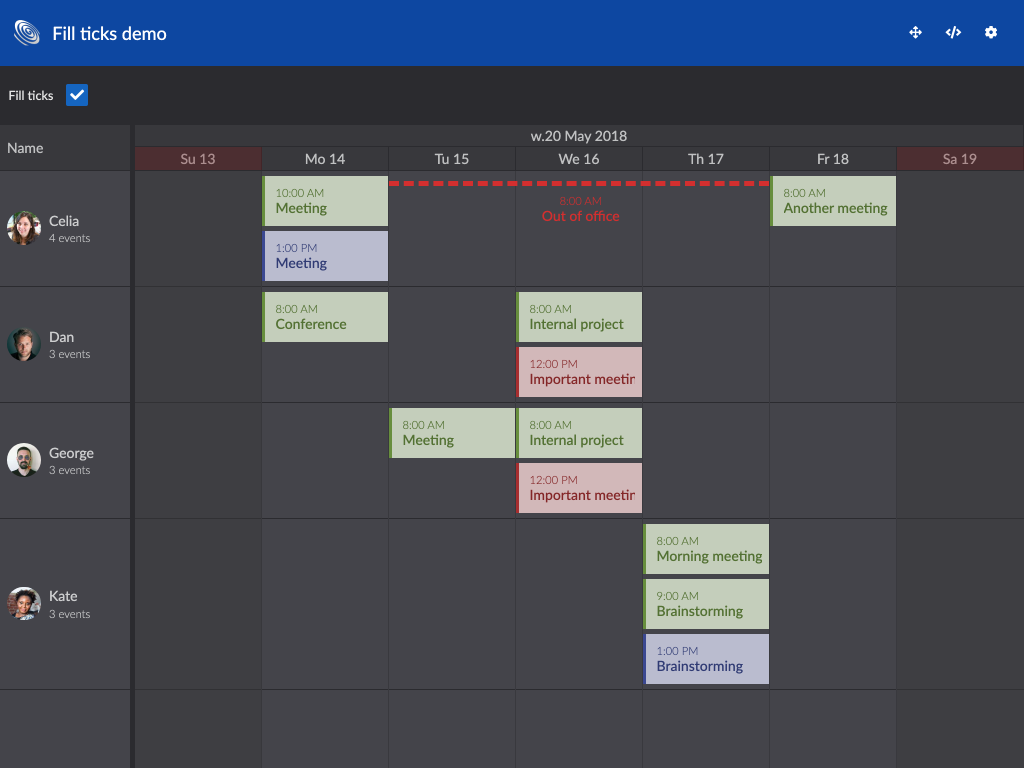 Fill ticks demo
Fill ticks
Name
w.20 May 2018
Su 13
Mo 14
Tu 15
We 16
Th 17
Fr 18
Sa 19
Celia
4 events
10:00 AM
Meeting
1:00 PM
Meeting
8:00 AM
Out of office
8:00 AM
Another meeting
Dan
3 events
8:00 AM
Conference
8:00 AM
Internal project
12:00 PM
Important meetin
George
3 events
8:00 AM
Meeting
8:00 AM
Internal project
12:00 PM
Important meetin
Kate
3 events
8:00 AM
Morning meeting
9:00 AM
Brainstorming
1:00 PM
Brainstorming